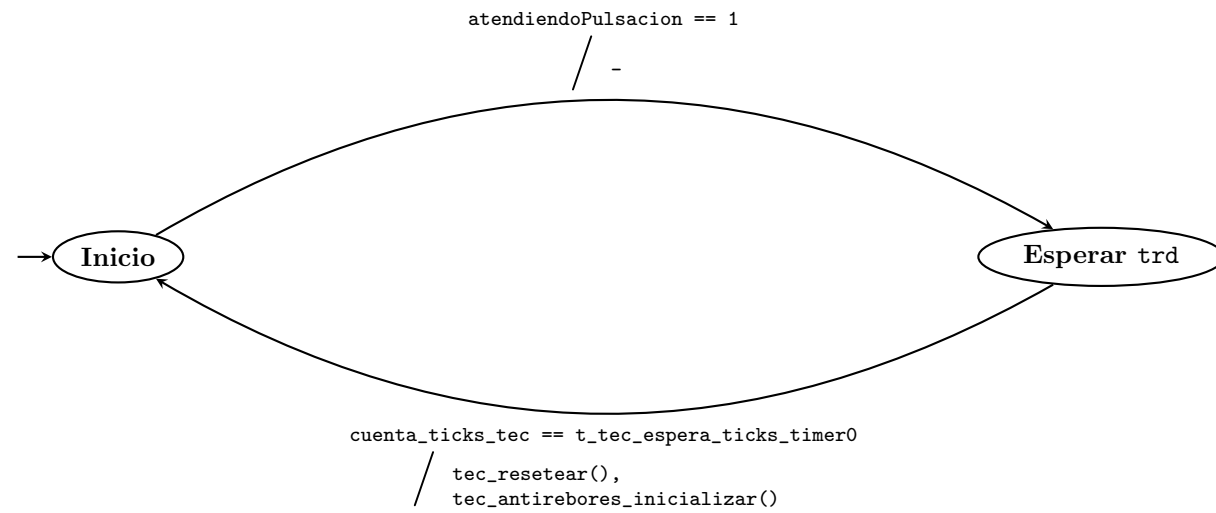 atendiendoPulsacion == 1
-
Inicio
Esperar trd
cuenta_ticks_tec == t_tec_espera_ticks_timer0
tec_resetear(),
tec_antirebores_inicializar()